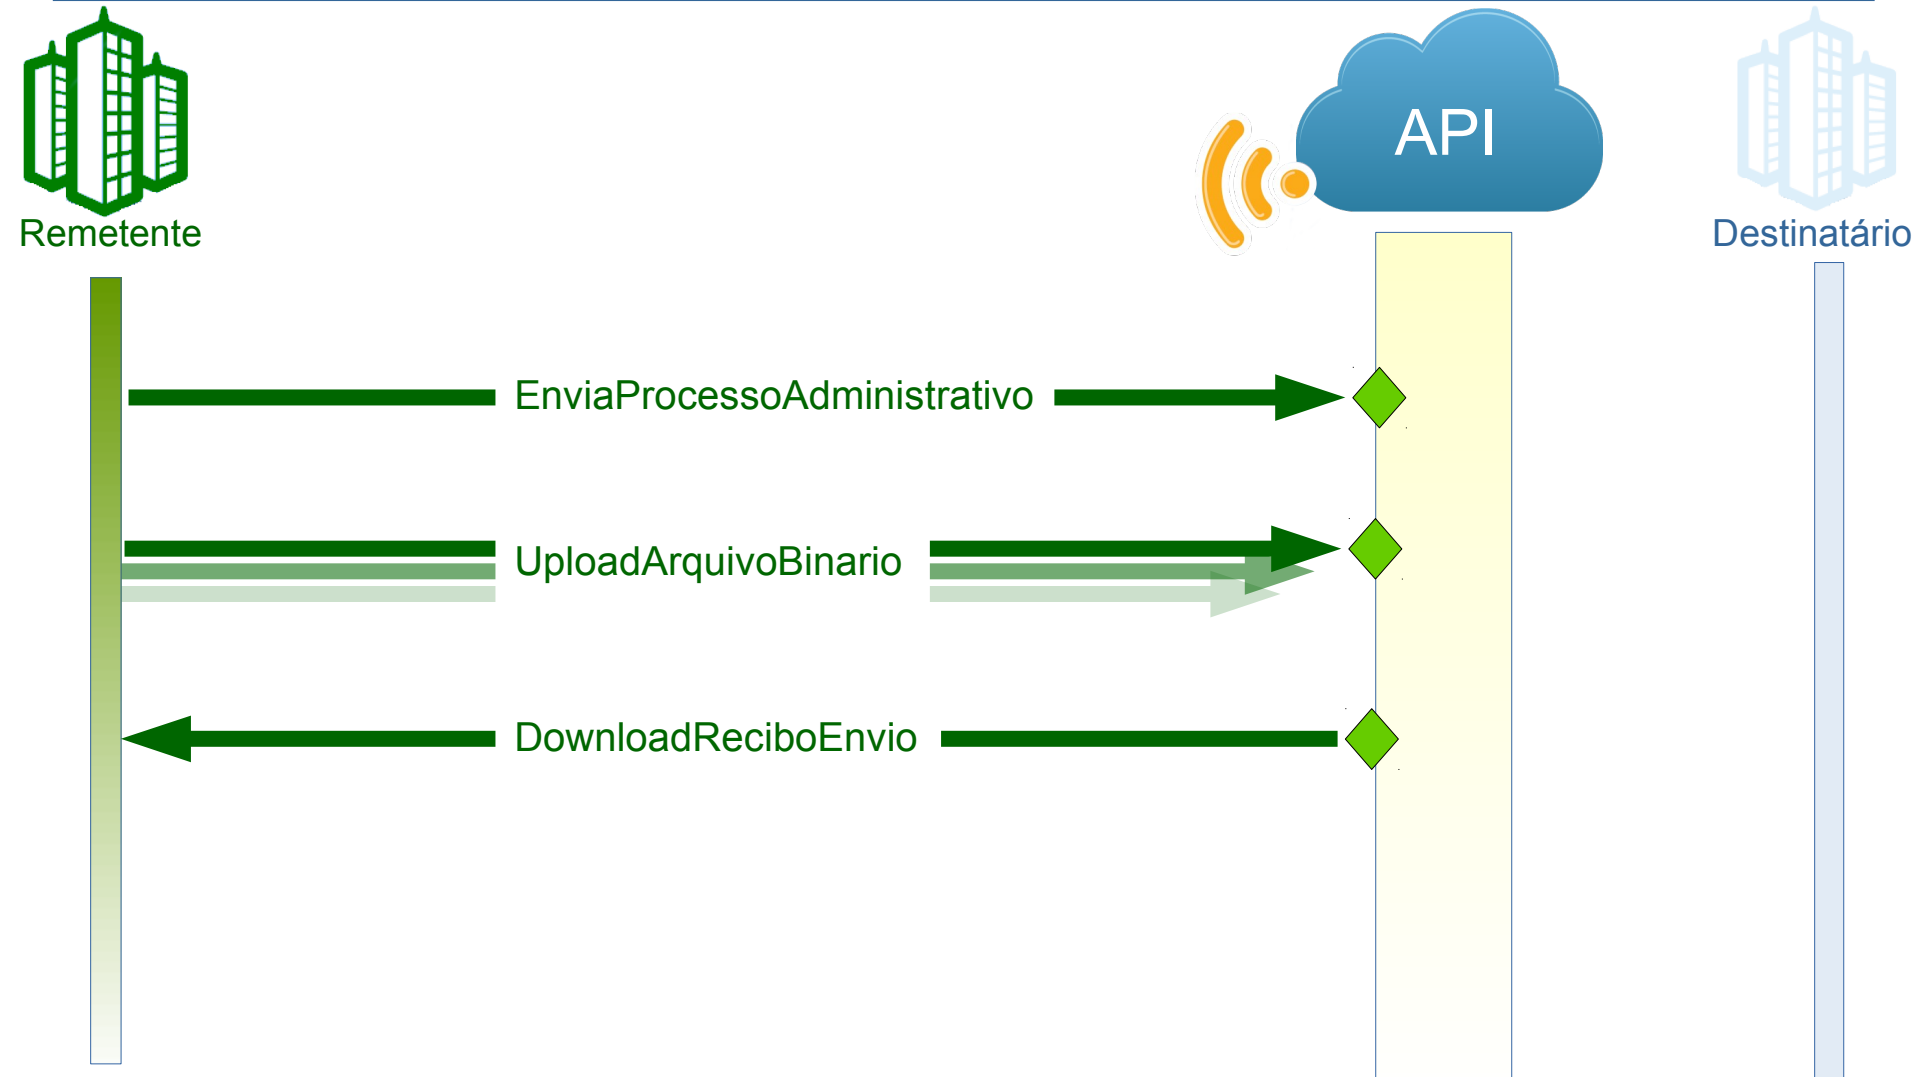 API
Remetente
Destinatário
EnviaProcessoAdministrativo
UploadArquivoBinario
DownloadReciboEnvio